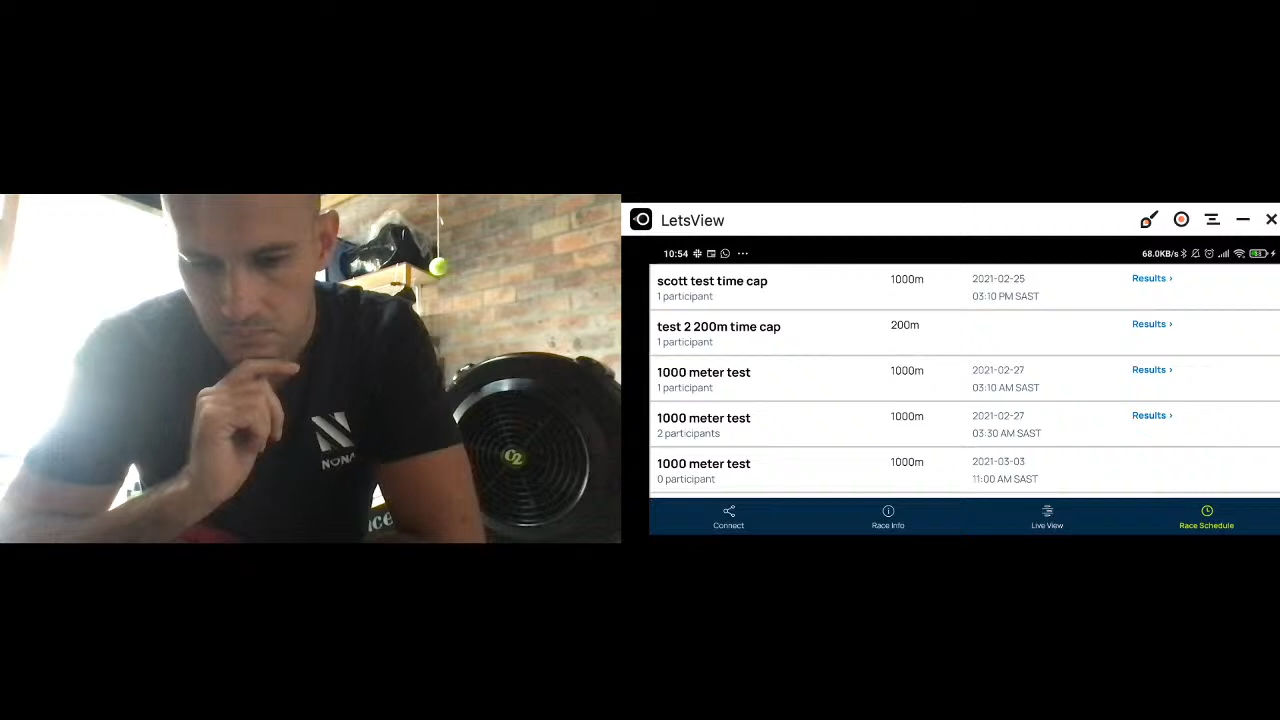 LetsView
10:54
68.0KB/s
scott test time cap 1000m 2021-02-25 Results ›
1 participant 03:10 PM SAST
test 2 200m time cap 200m Results ›
1 participant
1000 meter test 1000m 2021-02-27 Results ›
1 participant 03:10 AM SAST
1000 meter test 1000m 2021-02-27 Results ›
2 participants 03:30 AM SAST
1000 meter test 1000m 2021-03-03
0 participant 11:00 AM SAST
Connect Race Info Live View Race Schedule
NONA